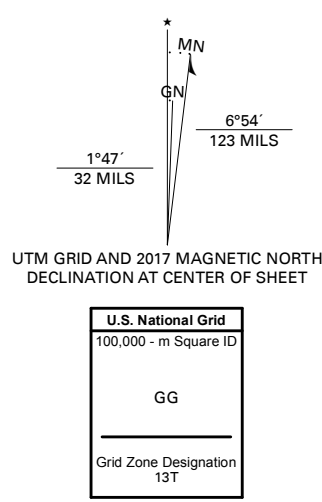 ★
MN
GN
6°54´
123 MILS
1°47´
32 MILS
UTM GRID AND 2017 MAGNETIC NORTH
DECLINATION AT CENTER OF SHEET
U.S. National Grid
100,000 - m Square ID
GG
Grid Zone Designation
13T